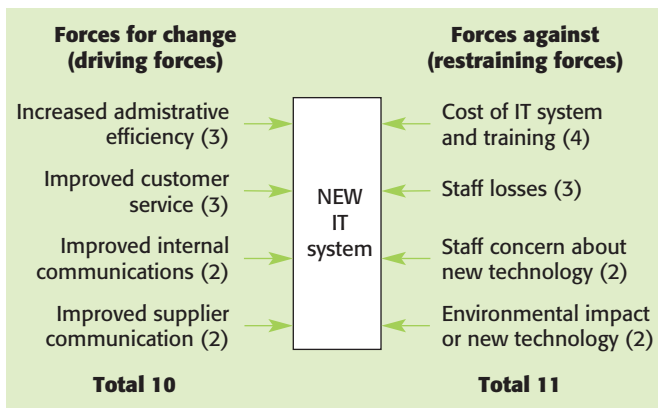 Forces for change
(driving forces)
Increased admistrative
efficiency (3)
Improved customer
service (3)
Improved internal
communications (2)
Improved supplier
communication (2)
Total 10
NEW
IT
system
Forces against
(restraining forces)
Cost of IT system
and training (4)
Staff losses (3)
Staff concern about
new technology (2)
Environmental impact
or new technology (2)
Total 11